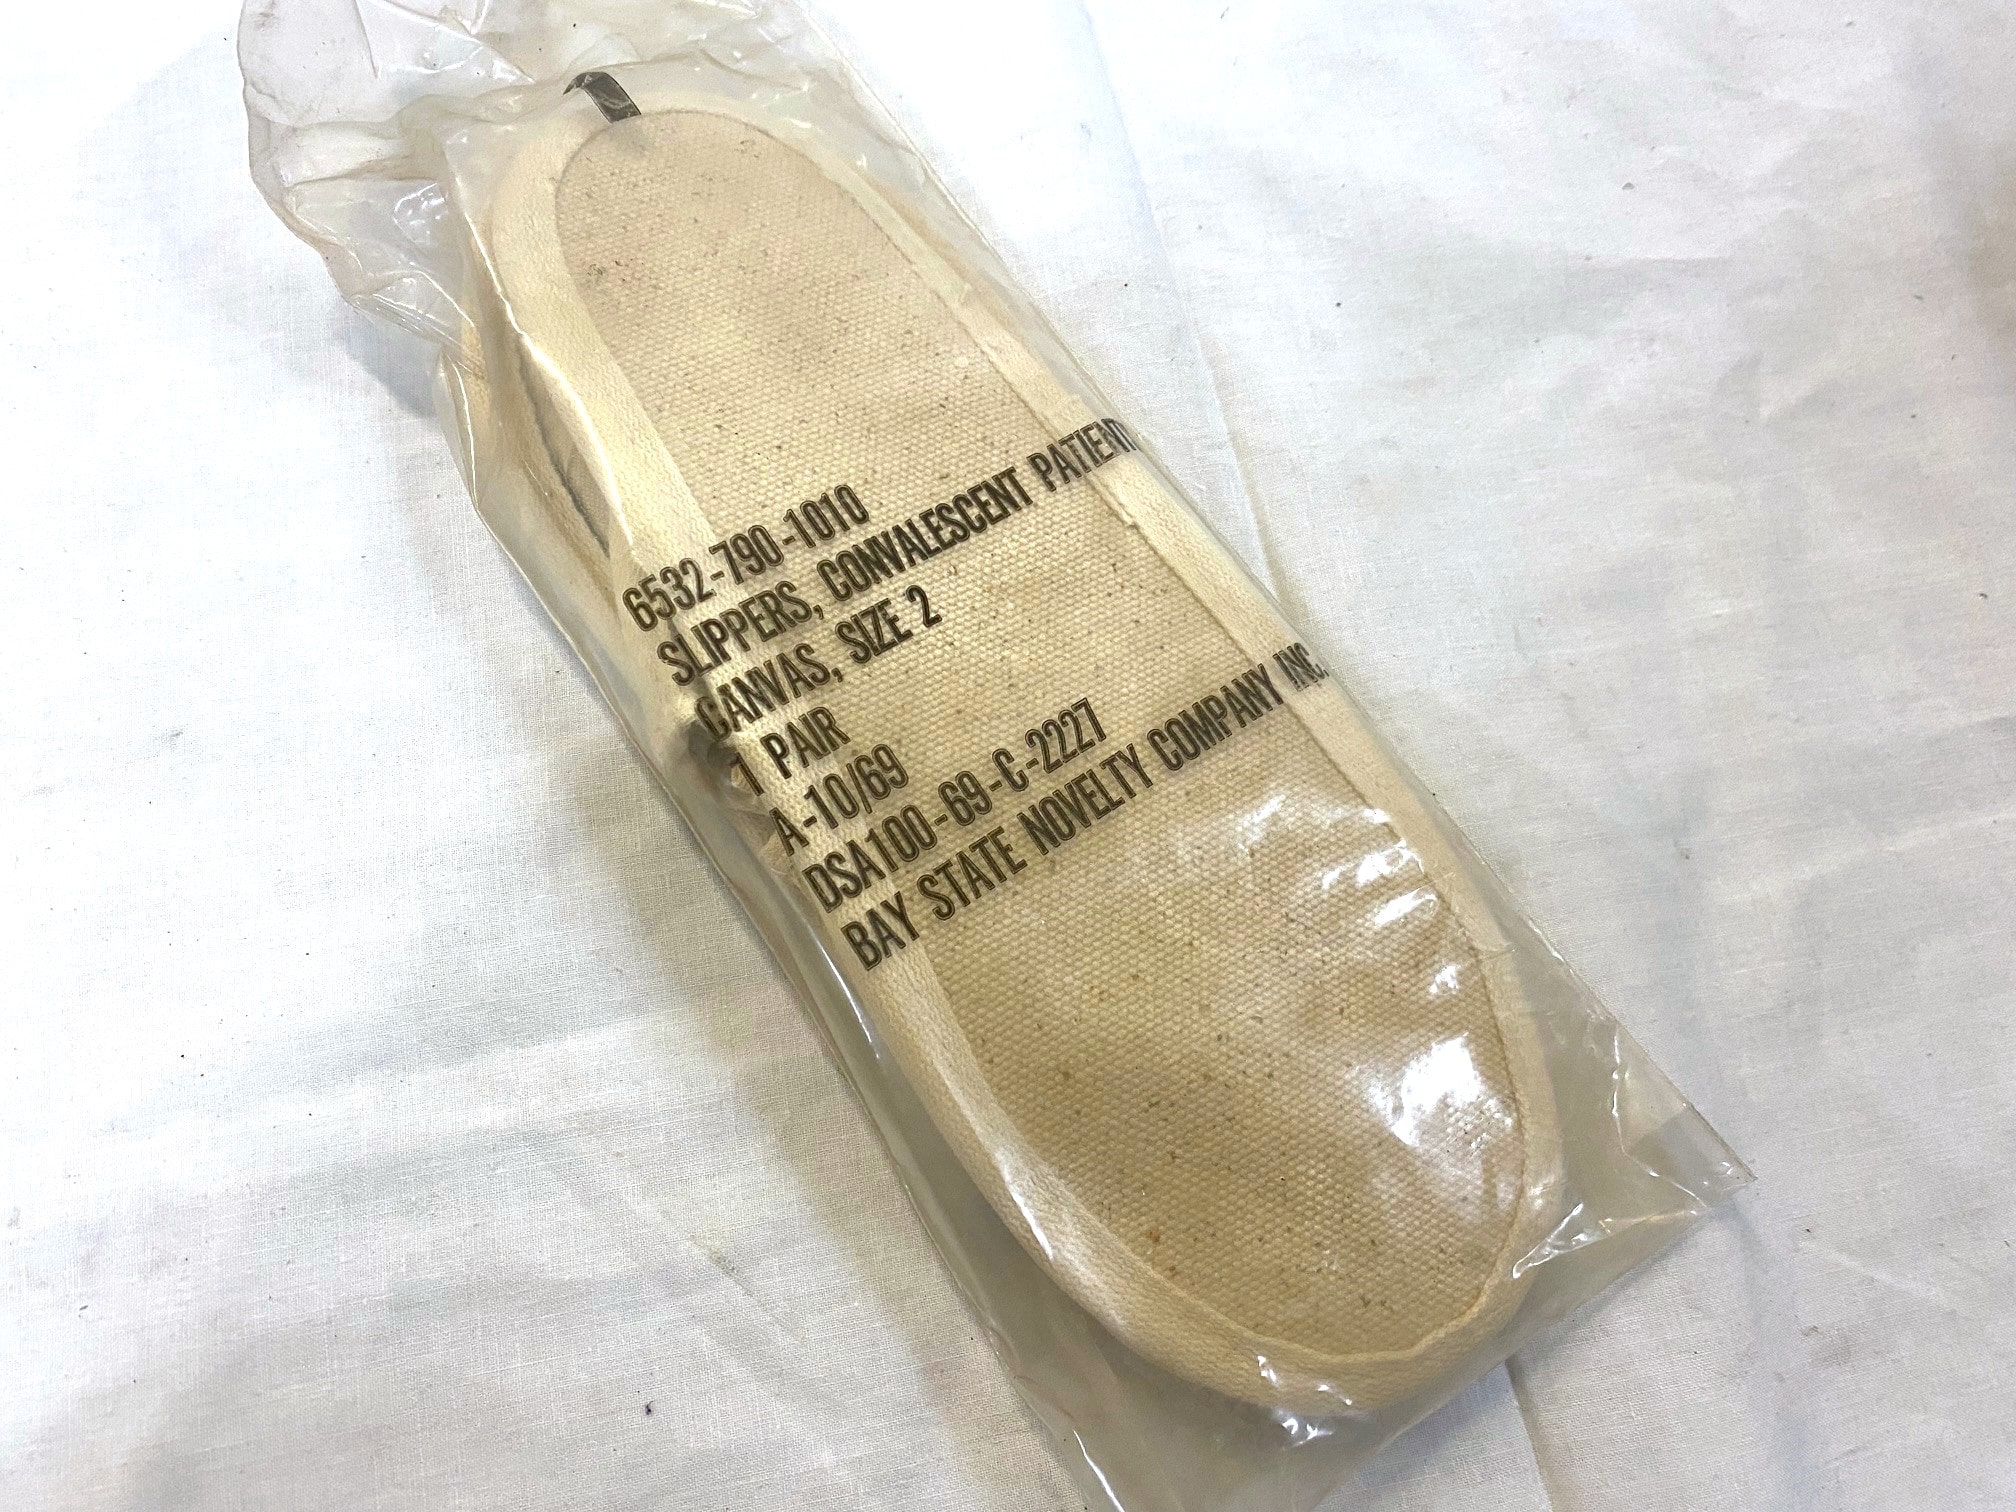 6532-790-1010
SLIPPERS, CONVALESCENT PATIENT
CANVAS, SIZE 2
1 PAIR
A-10/69
DSA100-69-C-2227
BAY STATE NOVELTY COMPANY INC.